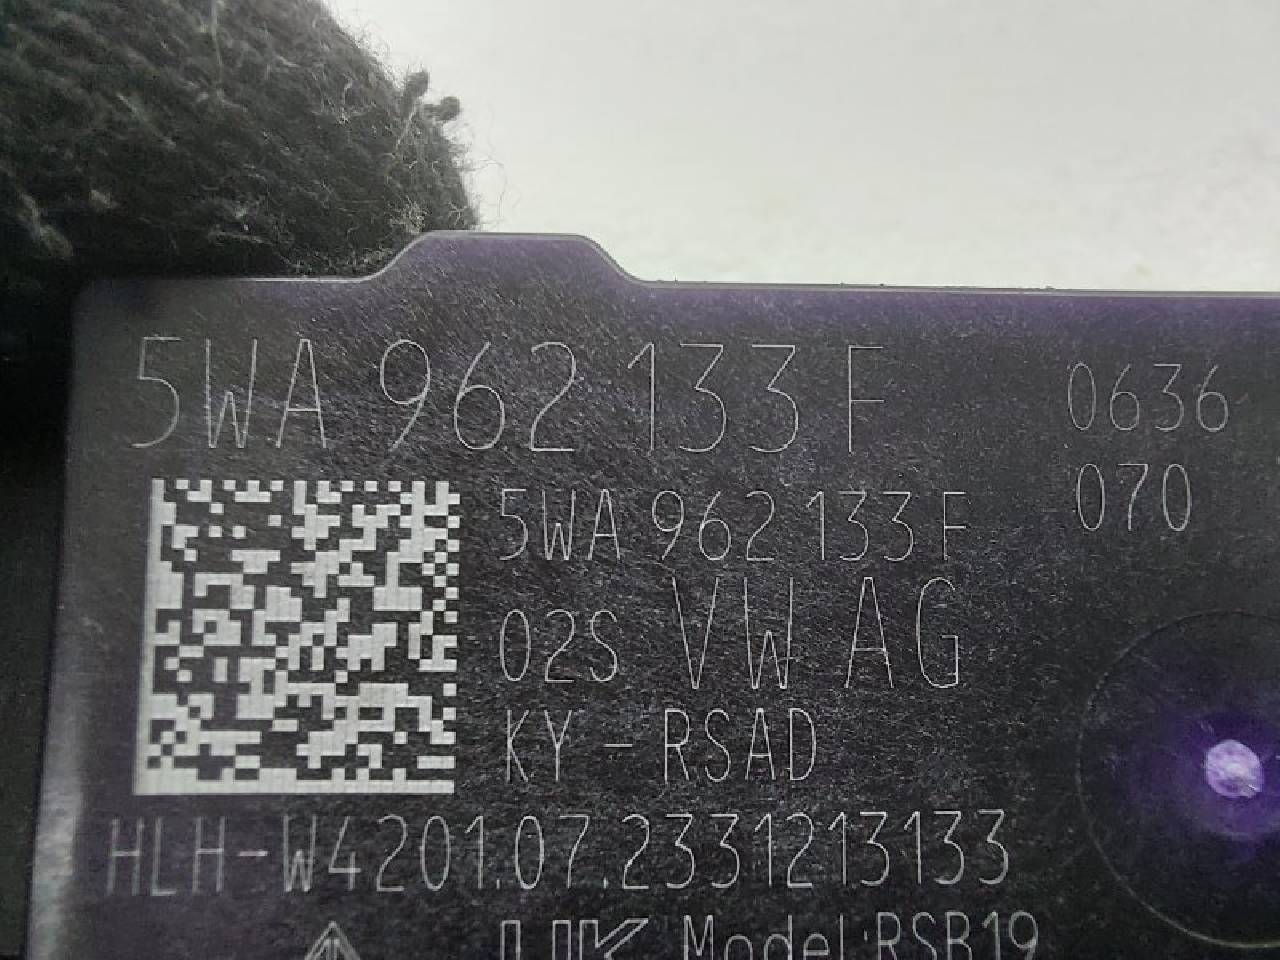 5WA 962 133 F 0636
5WA 962 133 F 070
02S VW AG
KY - RSAD
HLH-W4201.07.2331213133
Model:RSB19